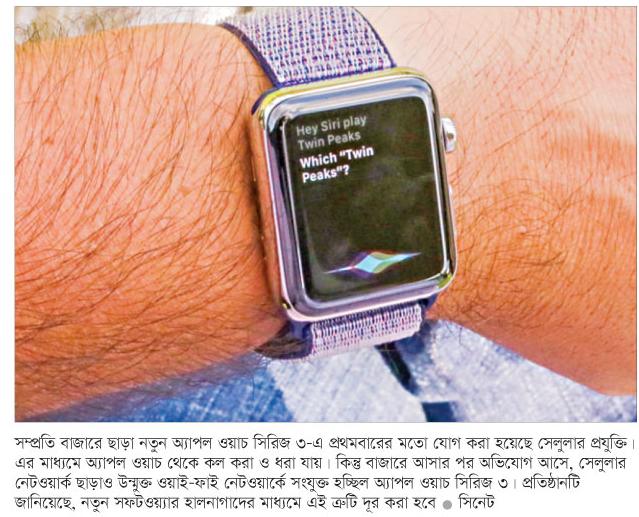 Hey Siri play
Twin Peaks
Which "Twin
Peaks"?
সম্প্রতি বাজারে ছাড়া নতুন অ্যাপল ওয়াচ সিরিজ ৩-এ প্রথমবারের মতো যোগ করা হয়েছে সেলুলার প্রযুক্তি।
এর মাধ্যমে অ্যাপল ওয়াচ থেকে কল করা ও ধরা যায়। কিন্তু বাজারে আসার পর অভিযোগ আসে, সেলুলার
নেটওয়ার্ক ছাড়াও উন্মুক্ত ওয়াই-ফাই নেটওয়ার্কে সংযুক্ত হচ্ছিল অ্যাপল ওয়াচ সিরিজ ৩। প্রতিষ্ঠানটি
জানিয়েছে, নতুন সফটওয়্যার হালনাগাদের মাধ্যমে এই ত্রুটি দূর করা হবে ● সিনেট